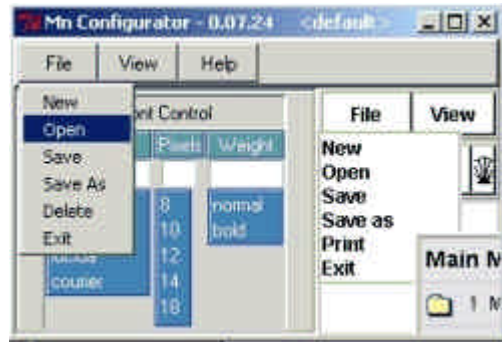 Mn Configurator - 0.07.24 <default>
File View Help
New
Open
Save
Save As
Delete
Exit
nt Control
Pixels Weight
8 normal
10 bold
12
courier 14
18
File View
New
Open
Save
Save as
Print
Exit
Main M
1 M